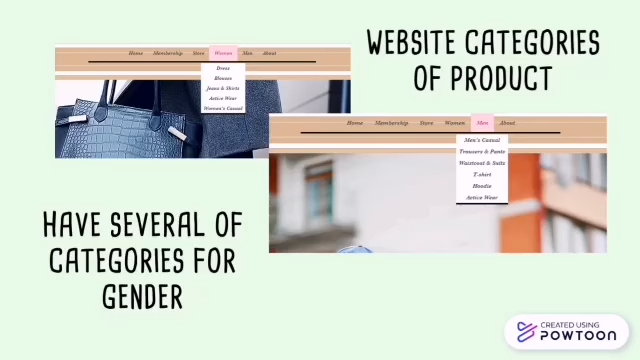 WEBSITE CATEGORIES
OF PRODUCT
Home Membership Store Women Men About
Dress
Blouses
Jeans & Skirts
Active Wear
Women's Casual
Home Membership Store Women Men About
Men's Casual
Trousers & Pants
Waistcoat & Suits
T-shirt
Hoodie
Active Wear
HAVE SEVERAL OF
CATEGORIES FOR
GENDER
CREATED USING
POWTOON